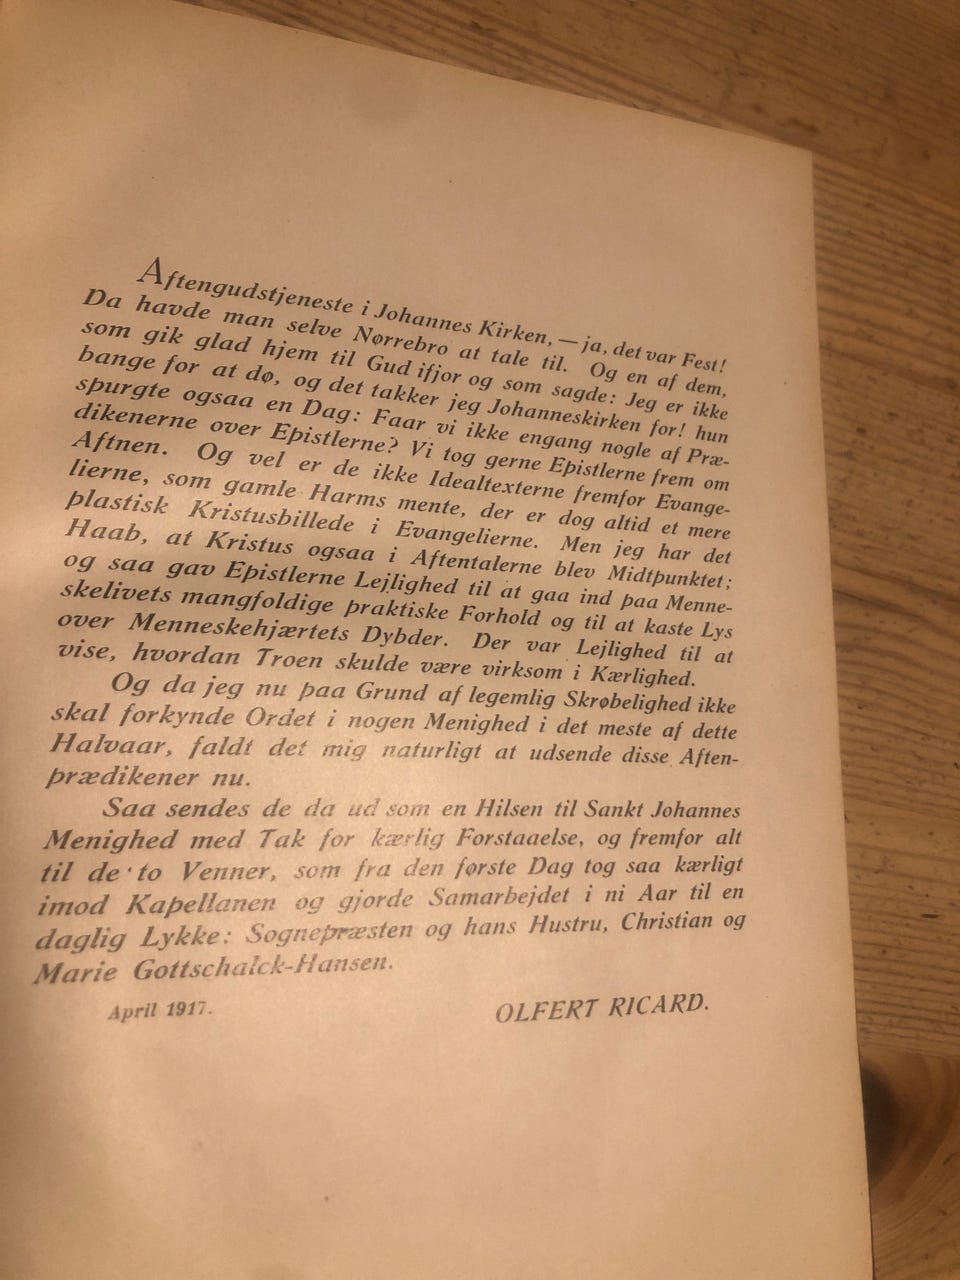 Aftengudstjeneste i Johannes Kirken, — ja, det var Fest!
Da havde man selve Nørrebro at tale til. Og en af dem,
som gik glad hjem til Gud ifjor og som sagde: Jeg er ikke
bange for at dø, og det takker jeg Johanneskirken for! hun
spurgte ogsaa en Dag: Faar vi ikke engang nogle af Præ-
dikenerne over Epistlerne? Vi tog gerne Epistlerne frem om
Aftnen. Og vel er de ikke Idealtexterne fremfor Evange-
lierne, som gamle Harms mente, der er dog altid et mere
plastisk Kristusbillede i Evangelierne. Men jeg har det
Haab, at Kristus ogsaa i Aftentalerne blev Midtpunktet;
og saa gav Epistlerne Lejlighed til at gaa ind paa Menne-
skelivets mangfoldige praktiske Forhold og til at kaste Lys
over Menneskehjærtets Dybder. Der var Lejlighed til at
vise, hvordan Troen skulde være virksom i Kærlighed.
Og da jeg nu paa Grund af legemlig Skrøbelighed ikke
skal forkynde Ordet i nogen Menighed i det meste af dette
Halvaar, faldt det mig naturligt at udsende disse Aften-
prædikener nu.
Saa sendes de da ud som en Hilsen til Sankt Johannes
Menighed med Tak for kærlig Forstaaelse, og fremfor alt
til de to Venner, som fra den første Dag tog saa kærligt
imod Kapellanen og gjorde Samarbejdet i ni Aar til en
daglig Lykke: Sognepræsten og hans Hustru, Christian og
Marie Gottschalck-Hansen.
April 1917. OLFERT RICARD.